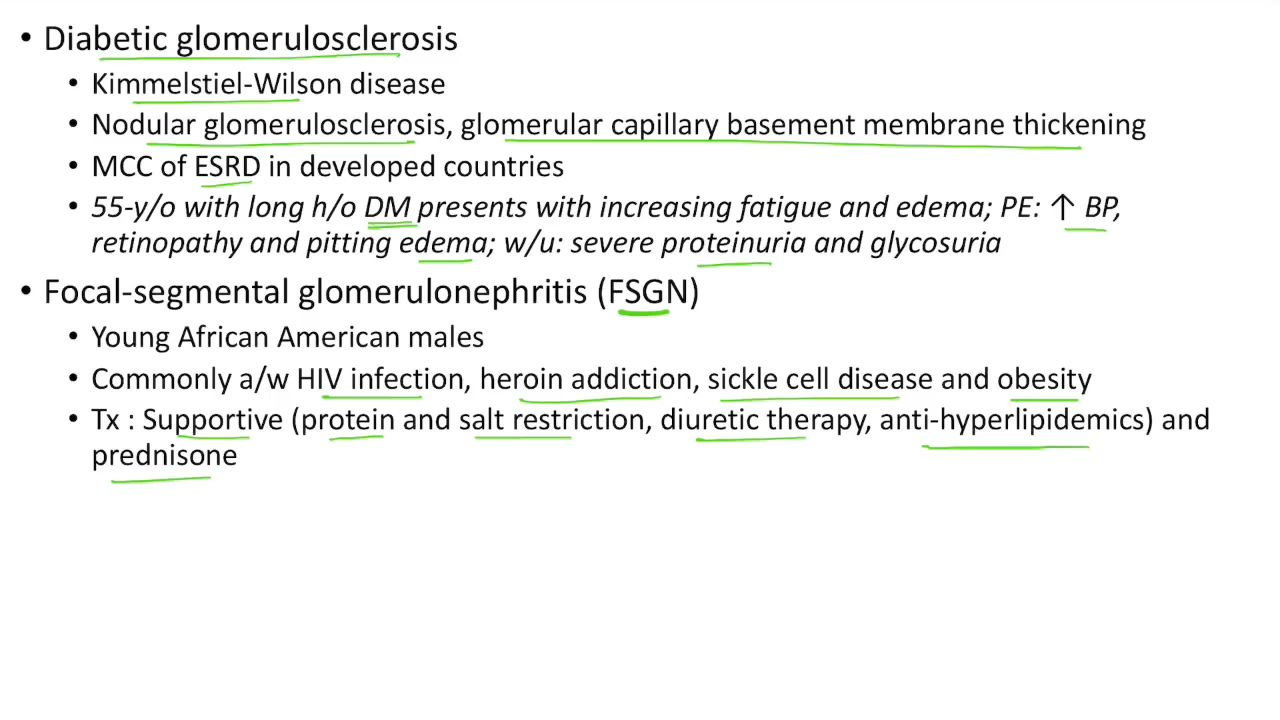 • Diabetic glomerulosclerosis
• Kimmelstiel-Wilson disease
• Nodular glomerulosclerosis, glomerular capillary basement membrane thickening
• MCC of ESRD in developed countries
• 55-y/o with long h/o DM presents with increasing fatigue and edema; PE: ↑ BP,
retinopathy and pitting edema; w/u: severe proteinuria and glycosuria
• Focal-segmental glomerulonephritis (FSGN)
• Young African American males
• Commonly a/w HIV infection, heroin addiction, sickle cell disease and obesity
• Tx : Supportive (protein and salt restriction, diuretic therapy, anti-hyperlipidemics) and
prednisone